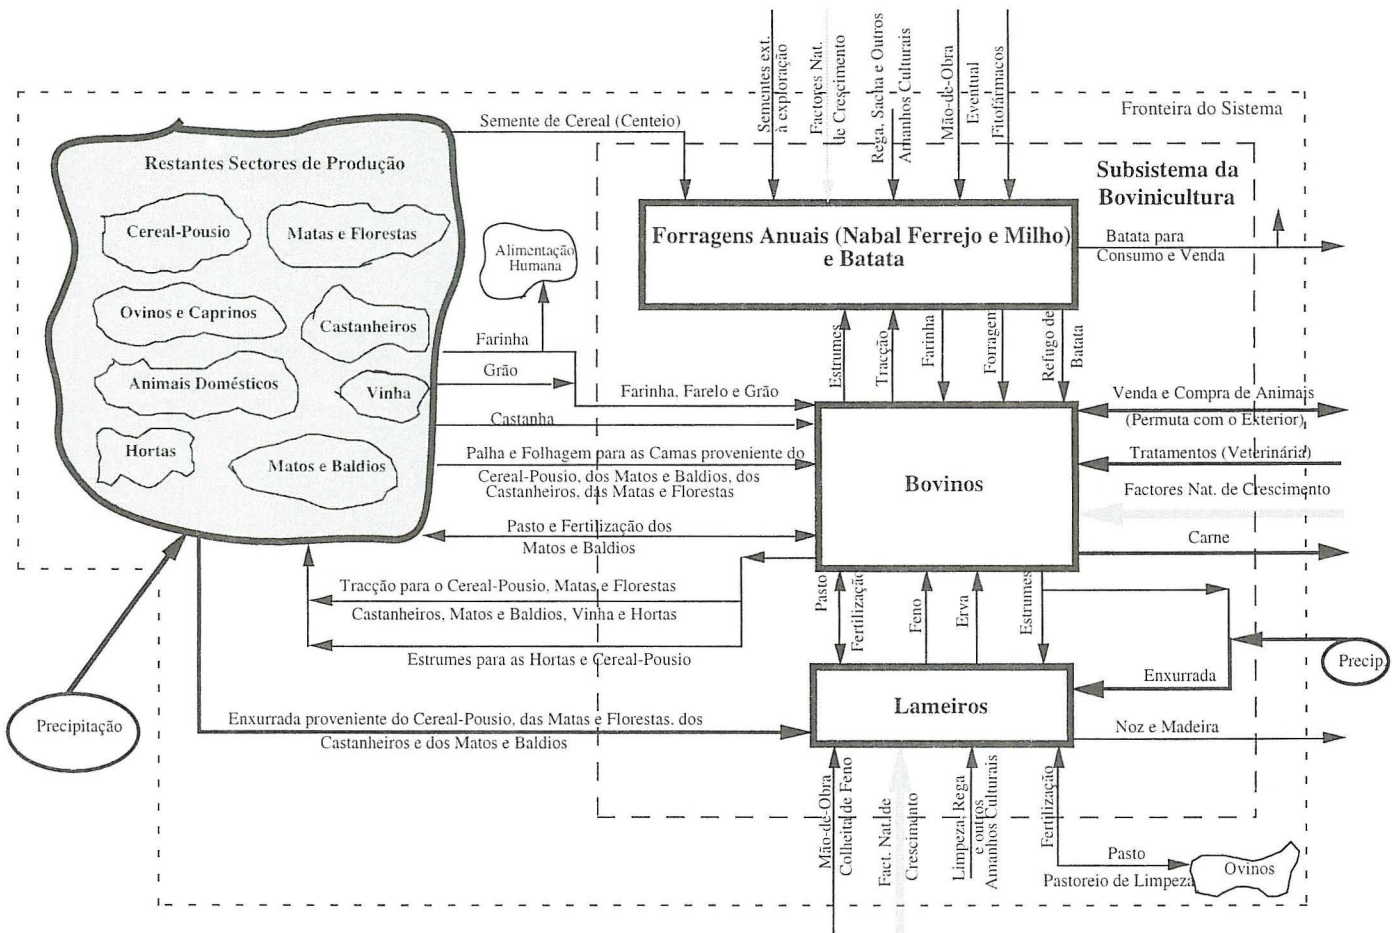 Sementes ext.
à exploração
Factores Nat.
de Crescimento
Rega, Sacha e Outros
Amanhos Culturais
Mão-de-Obra
Eventual
Fitofármacos
Fronteira do Sistema
Semente de Cereal (Centeio)
Restantes Sectores de Produção
Cereal-Pousio
Matas e Florestas
Ovinos e Caprinos
Castanheiros
Animais Domésticos
Vinha
Hortas
Matos e Baldios
Alimentação
Humana
Subsistema da
Bovinicultura
Forragens Anuais (Nabal Ferrejo e Milho)
e Batata
Batata para
Consumo e Venda
Farinha
Grão
Farinha, Farelo e Grão
Castanha
Palha e Folhagem para as Camas proveniente do
Cereal-Pousio, dos Matos e Baldios, dos
Castanheiros, das Matas e Florestas
Pasto e Fertilização dos
Matos e Baldios
Tracção para o Cereal-Pousio, Matas e Florestas
Castanheiros, Matos e Baldios, Vinha e Hortas
Estrumes para as Hortas e Cereal-Pousio
Estrumes
Tracção
Farinha
Forragem
Refugo de
Batata
Bovinos
Venda e Compra de Animais
(Permuta com o Exterior)
Tratamentos (Veterinária)
Factores Nat. de Crescimento
Carne
Pasto
Fertilização
Feno
Erva
Estrumes
Enxurrada
Precip.
Lameiros
Noz e Madeira
Precipitação
Enxurrada proveniente do Cereal-Pousio, das Matas e Florestas, dos
Castanheiros e dos Matos e Baldios
Mão-de-Obra
Colheita de Feno
Fact. Nat. de
Crescimento
Limpeza, Rega
e outros
Amanhos Culturais
Fertilização
Pasto
Pastoreio de Limpeza
Ovinos